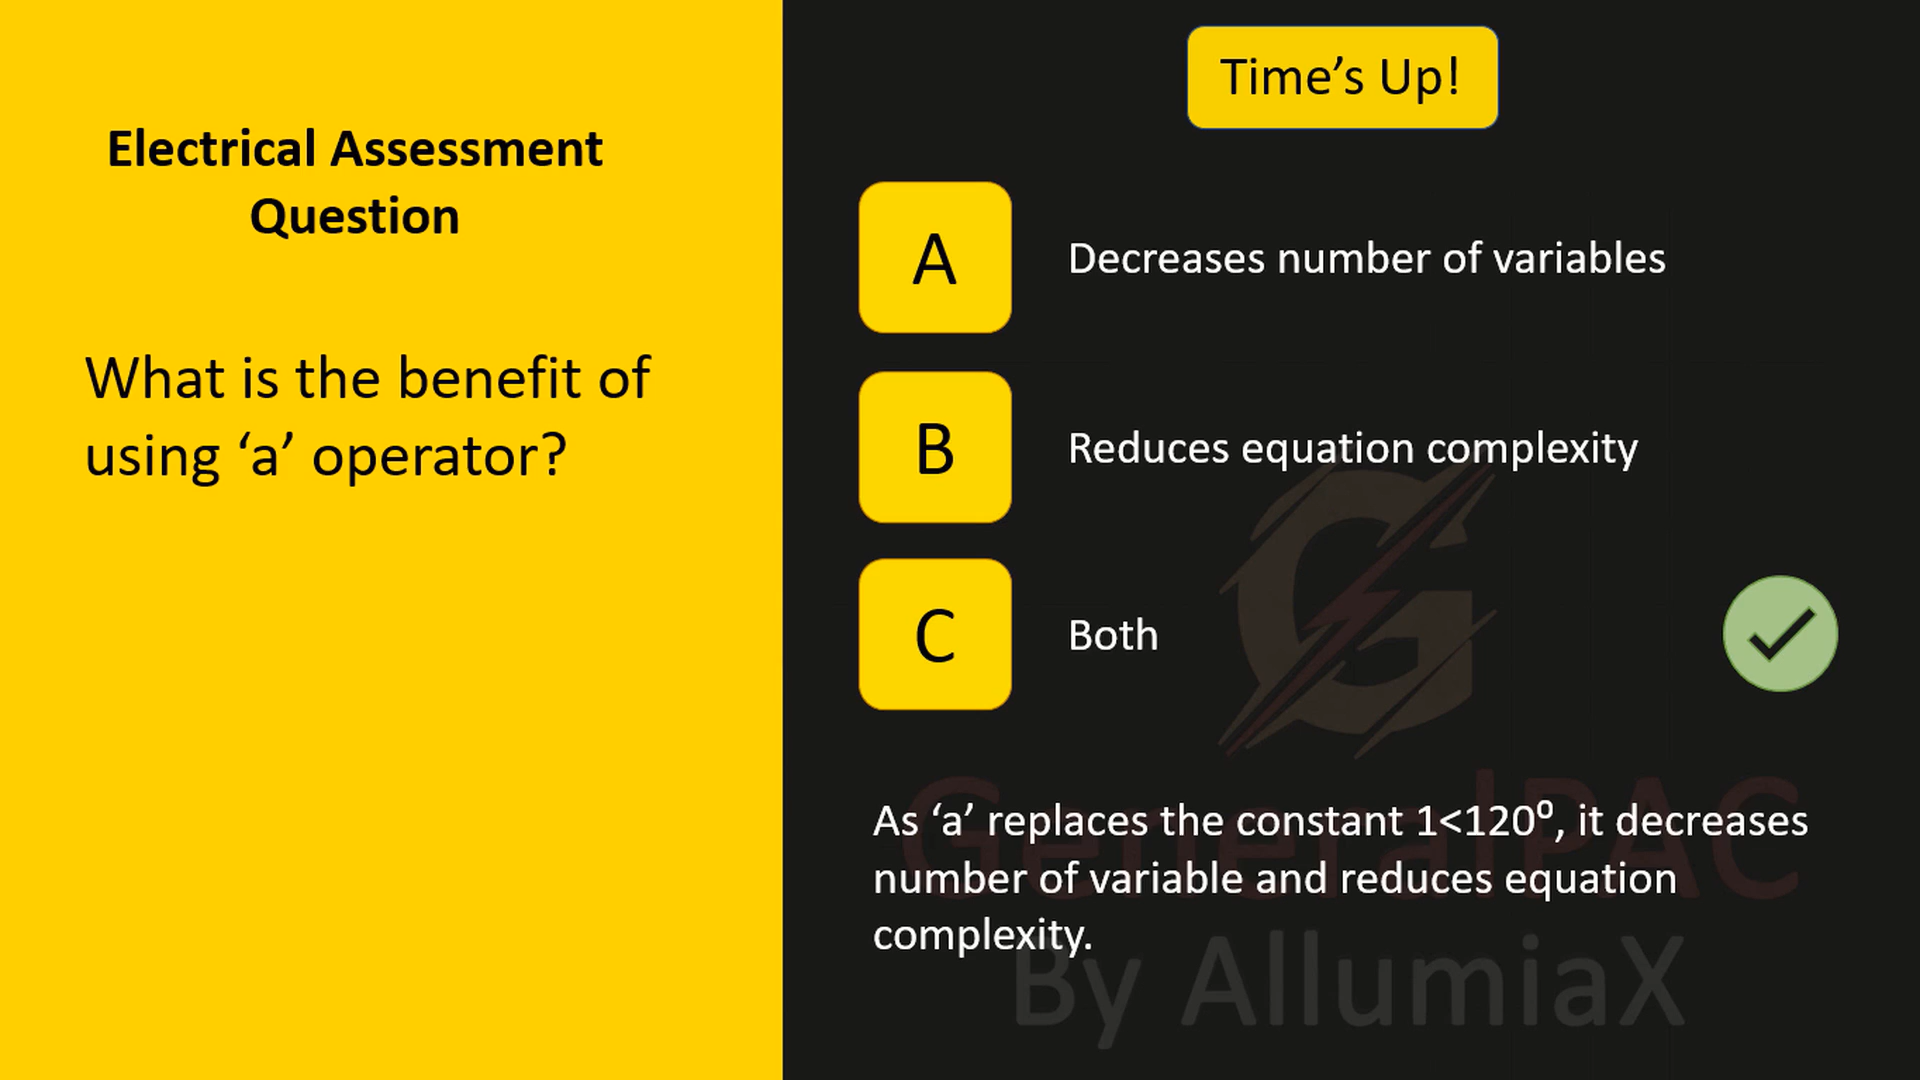 Electrical Assessment
Question
What is the benefit of
using ‘a’ operator?
Time’s Up!
A
Decreases number of variables
B
Reduces equation complexity
C
Both
As ‘a’ replaces the constant 1<120⁰, it decreases
number of variable and reduces equation
complexity.
G
GeneralPAC
By AllumiaX